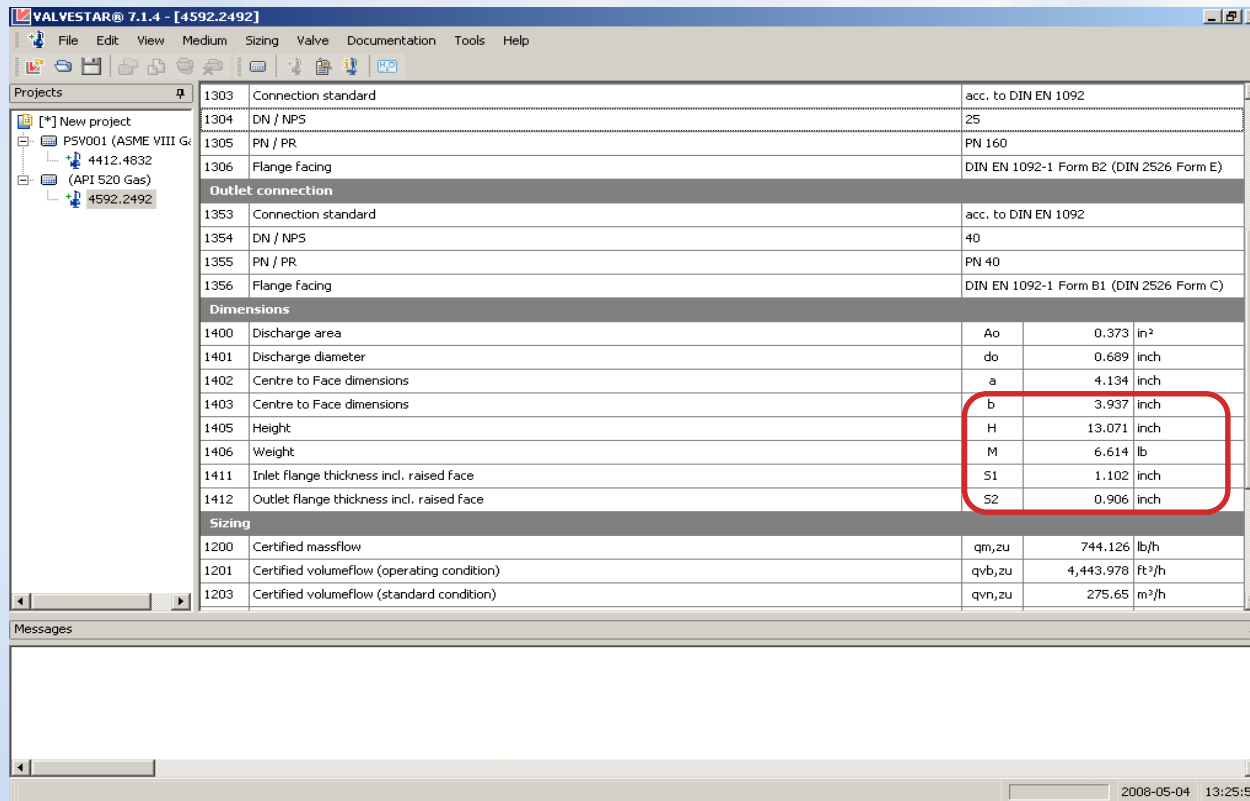 VALVESTAR® 7.1.4 - [4592.2492]
File Edit View Medium Sizing Valve Documentation Tools Help
H₂O
Projects
[*] New project
PSV001 (ASME VIII Ga
4412.4832
(API 520 Gas)
4592.2492
1303 Connection standard acc. to DIN EN 1092
1304 DN / NPS 25
1305 PN / PR PN 160
1306 Flange facing DIN EN 1092-1 Form B2 (DIN 2526 Form E)
Outlet connection
1353 Connection standard acc. to DIN EN 1092
1354 DN / NPS 40
1355 PN / PR PN 40
1356 Flange facing DIN EN 1092-1 Form B1 (DIN 2526 Form C)
Dimensions
1400 Discharge area Ao 0.373 in²
1401 Discharge diameter do 0.689 inch
1402 Centre to Face dimensions a 4.134 inch
1403 Centre to Face dimensions b 3.937 inch
1405 Height H 13.071 inch
1406 Weight M 6.614 lb
1411 Inlet flange thickness incl. raised face S1 1.102 inch
1412 Outlet flange thickness incl. raised face S2 0.906 inch
Sizing
1200 Certified massflow qm,zu 744.126 lb/h
1201 Certified volumeflow (operating condition) qvb,zu 4,443.978 ft³/h
1203 Certified volumeflow (standard condition) qvn,zu 275.65 m³/h
Messages
2008-05-04 13:25:5